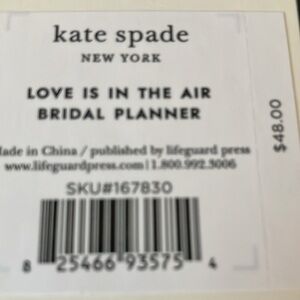 kate spade
NEW YORK
LOVE IS IN THE AIR
BRIDAL PLANNER
ade in China / published by lifeguard press
www.lifeguardpress.com | 1.800.992.3006
SKU#167830
8 25466 93575 4
$48.00